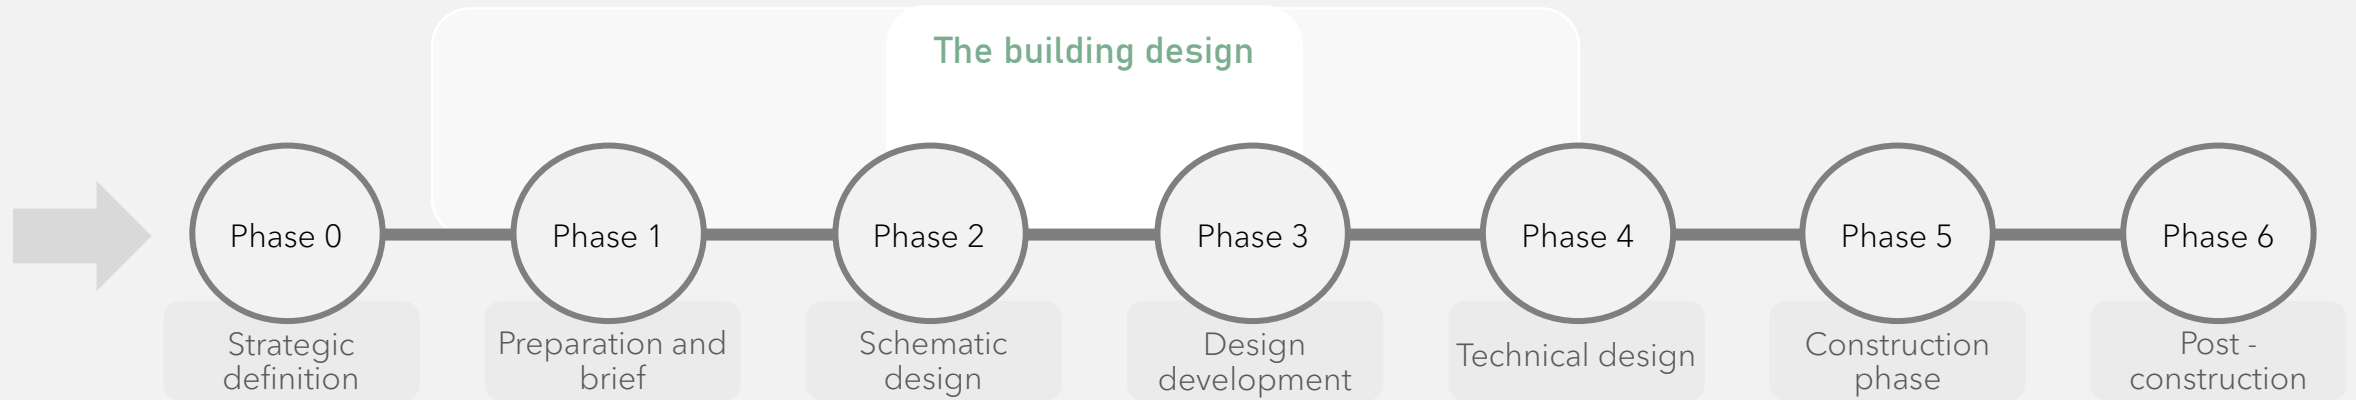 The building design
Phase 0
Phase 1
Phase 2
Phase 3
Phase 4
Phase 5
Phase 6
Strategic
definition
Preparation and
brief
Schematic
design
Design
development
Technical design
Construction
phase
Post -
construction